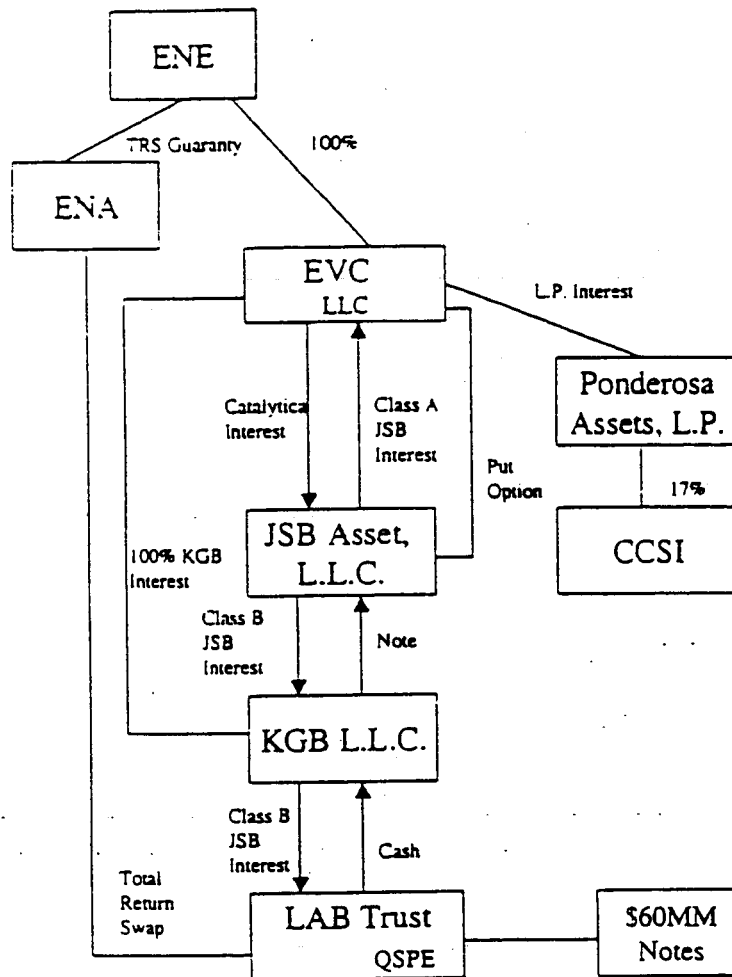 ENE
TRS Guaranty
100%
ENA
EVC
LLC
L.P. Interest
Catalytica
Interest
Class A
JSB
Interest
Put
Option
Ponderosa
Assets, L.P.
17%
CCSI
100% KGB
Interest
JSB Asset,
L.L.C.
Class B
JSB
Interest
Note
KGB L.L.C.
Class B
JSB
Interest
Cash
Total
Return
Swap
LAB Trust
QSPE
$60MM
Notes